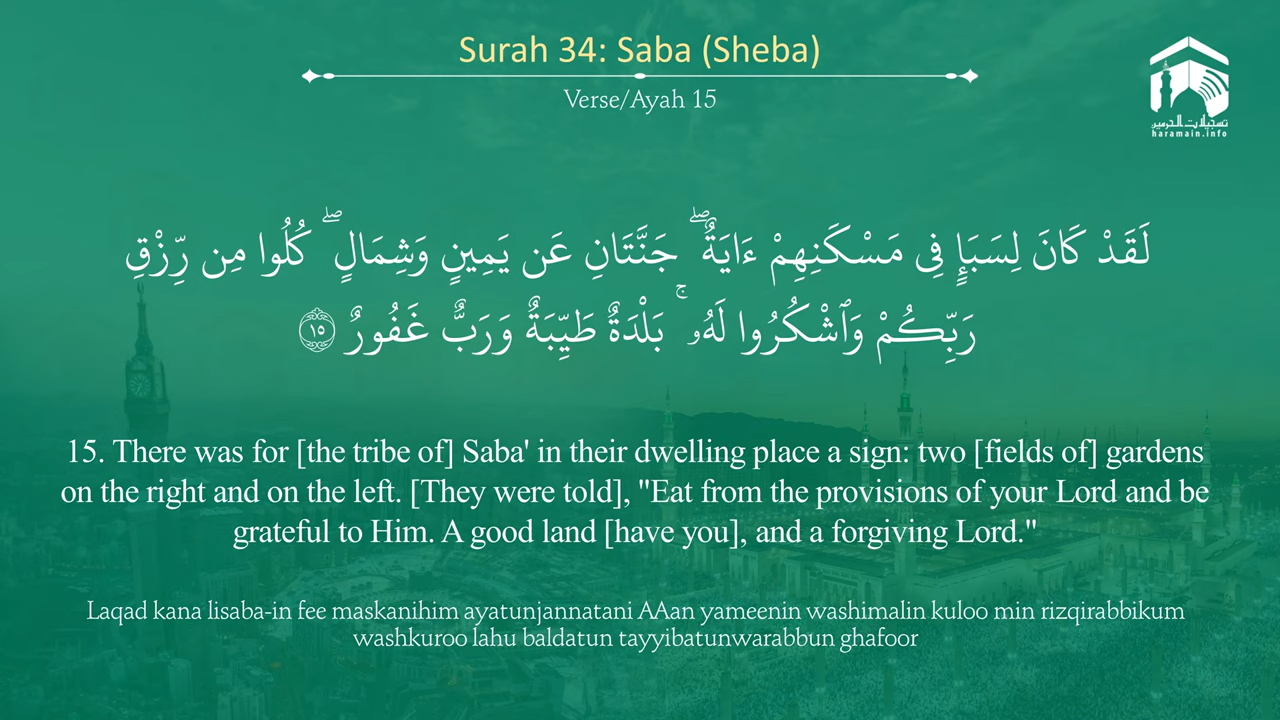 Surah 34: Saba (Sheba)
Verse/Ayah 15
تسجيلات الحرمين
haramain.info
لَقَدْ كَانَ لِسَبَإٍ فِى مَسْكَنِهِمْ ءَايَةٌ ۖ جَنَّتَانِ عَن يَمِينٍ وَشِمَالٍ ۖ كُلُوا مِن رِّزْقِ
رَبِّكُمْ وَٱشْكُرُوا لَهُۥ ۚ بَلْدَةٌ طَيِّبَةٌ وَرَبٌّ غَفُورٌ ١٥
15. There was for [the tribe of] Saba' in their dwelling place a sign: two [fields of] gardens
on the right and on the left. [They were told], "Eat from the provisions of your Lord and be
grateful to Him. A good land [have you], and a forgiving Lord."
Laqad kana lisaba-in fee maskanihim ayatunjannatani AAan yameenin washimalin kuloo min rizqirabbikum
washkuroo lahu baldatun tayyibatunwarabbun ghafoor